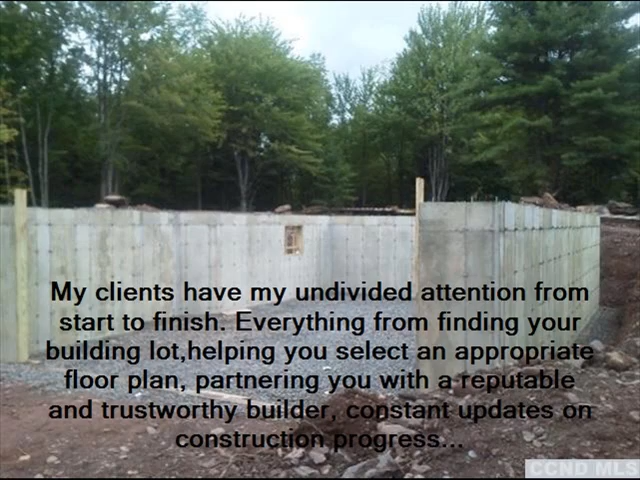 My clients have my undivided attention from
start to finish. Everything from finding your
building lot,helping you select an appropriate
floor plan, partnering you with a reputable
and trustworthy builder, constant updates on
construction progress...
CCND MLS